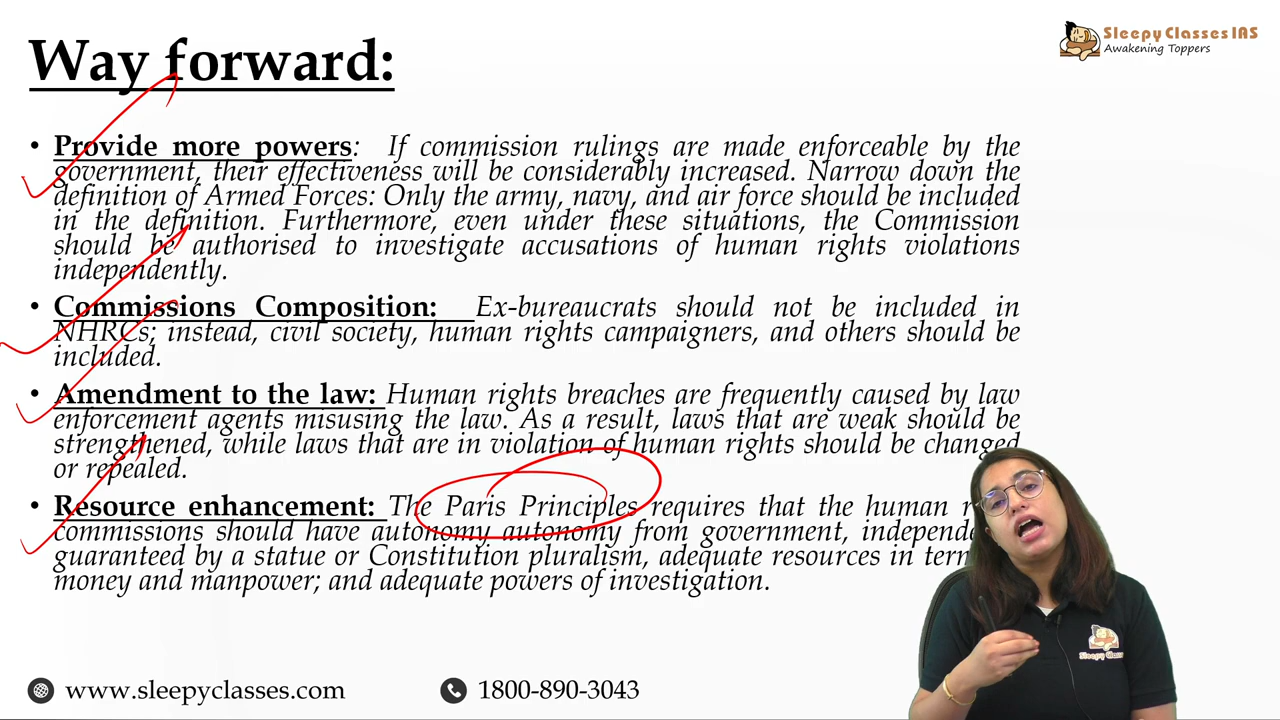 Way forward:
Sleepy Classes IAS
Awakening Toppers
• Provide more powers: If commission rulings are made enforceable by the
government, their effectiveness will be considerably increased. Narrow down the
definition of Armed Forces: Only the army, navy, and air force should be included
in the definition. Furthermore, even under these situations, the Commission
should be authorised to investigate accusations of human rights violations
independently.
• Commissions Composition: Ex-bureaucrats should not be included in
NHRCs; instead, civil society, human rights campaigners, and others should be
included.
• Amendment to the law: Human rights breaches are frequently caused by law
enforcement agents misusing the law. As a result, laws that are weak should be
strengthened, while laws that are in violation of human rights should be changed
or repealed.
• Resource enhancement: The Paris Principles requires that the human
commissions should have autonomy autonomy from government,
guaranteed by a statue or Constitution pluralism, adequate resources in
money and manpower; and adequate powers of investigation.
Sleepy Classes
www.sleepyclasses.com
1800-890-3043